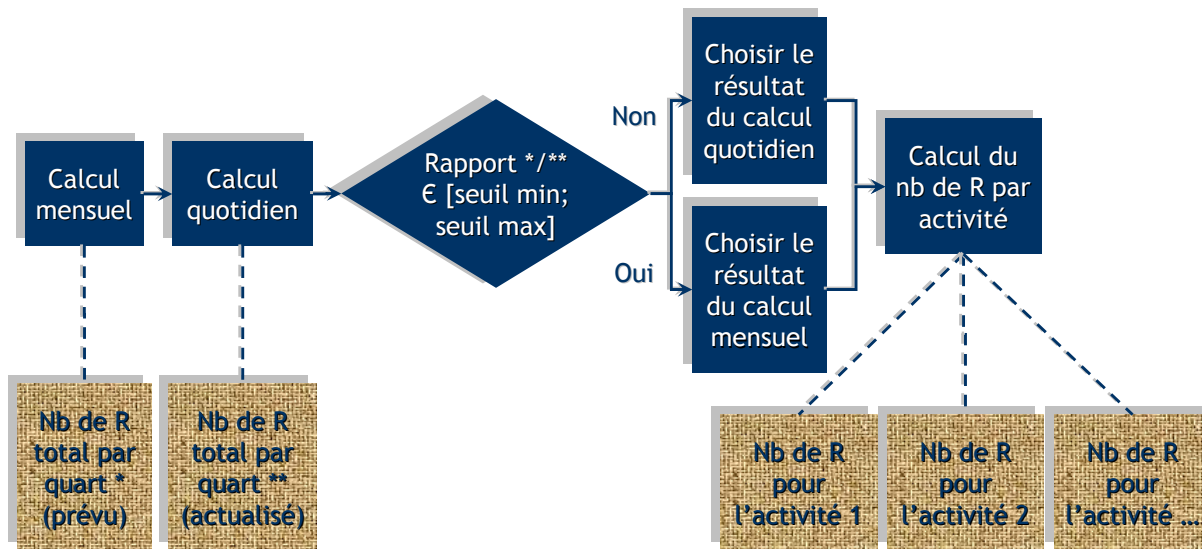 Calcul
mensuel
Calcul
quotidien
Rapport */**
Є [seuil min;
seuil max]
Non
Oui
Choisir le
résultat
du calcul
quotidien
Choisir le
résultat
du calcul
mensuel
Calcul du
nb de R par
activité
Nb de R
total par
quart *
(prévu)
Nb de R
total par
quart **
(actualisé)
Nb de R
pour
l’activité 1
Nb de R
pour
l’activité 2
Nb de R
pour
l’activité …